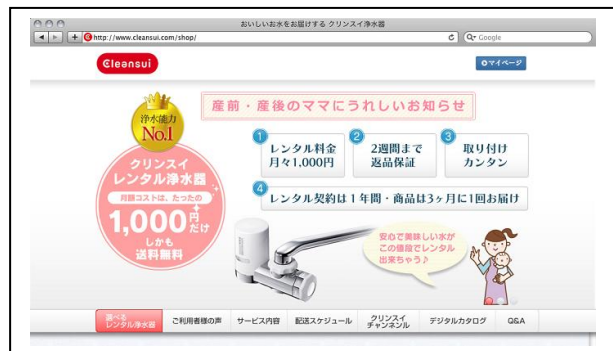 おいしいお水をお届けする クリンスイ浄水器
http://www.cleansui.com/shop/
Google
Cleansui
マイページ
産前・産後のママにうれしいお知らせ
浄水能力
No.1
クリンスイ
レンタル浄水器
月額コストは、たったの
1,000円だけ
しかも
送料無料
1
レンタル料金
月々1,000円
2
2週間まで
返品保証
3
取り付け
カンタン
4
レンタル契約は1年間・商品は3ヶ月に1回お届け
安心で美味しい水が
この値段でレンタル
出来ちゃう♪
選べる
レンタル浄水器
ご利用者様の声
サービス内容
配送スケジュール
クリンスイ
チャンネンル
デジタルカタログ
Q&A